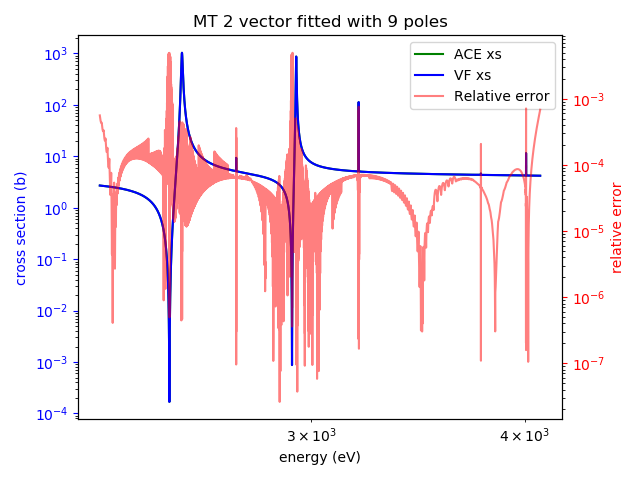 MT 2 vector fitted with 9 poles
ACE xs
VF xs
Relative error
10³
10²
10¹
10⁰
10⁻¹
10⁻²
10⁻³
10⁻⁴
cross section (b)
10⁻³
10⁻⁴
10⁻⁵
10⁻⁶
10⁻⁷
relative error
3 × 10³
4 × 10³
energy (eV)